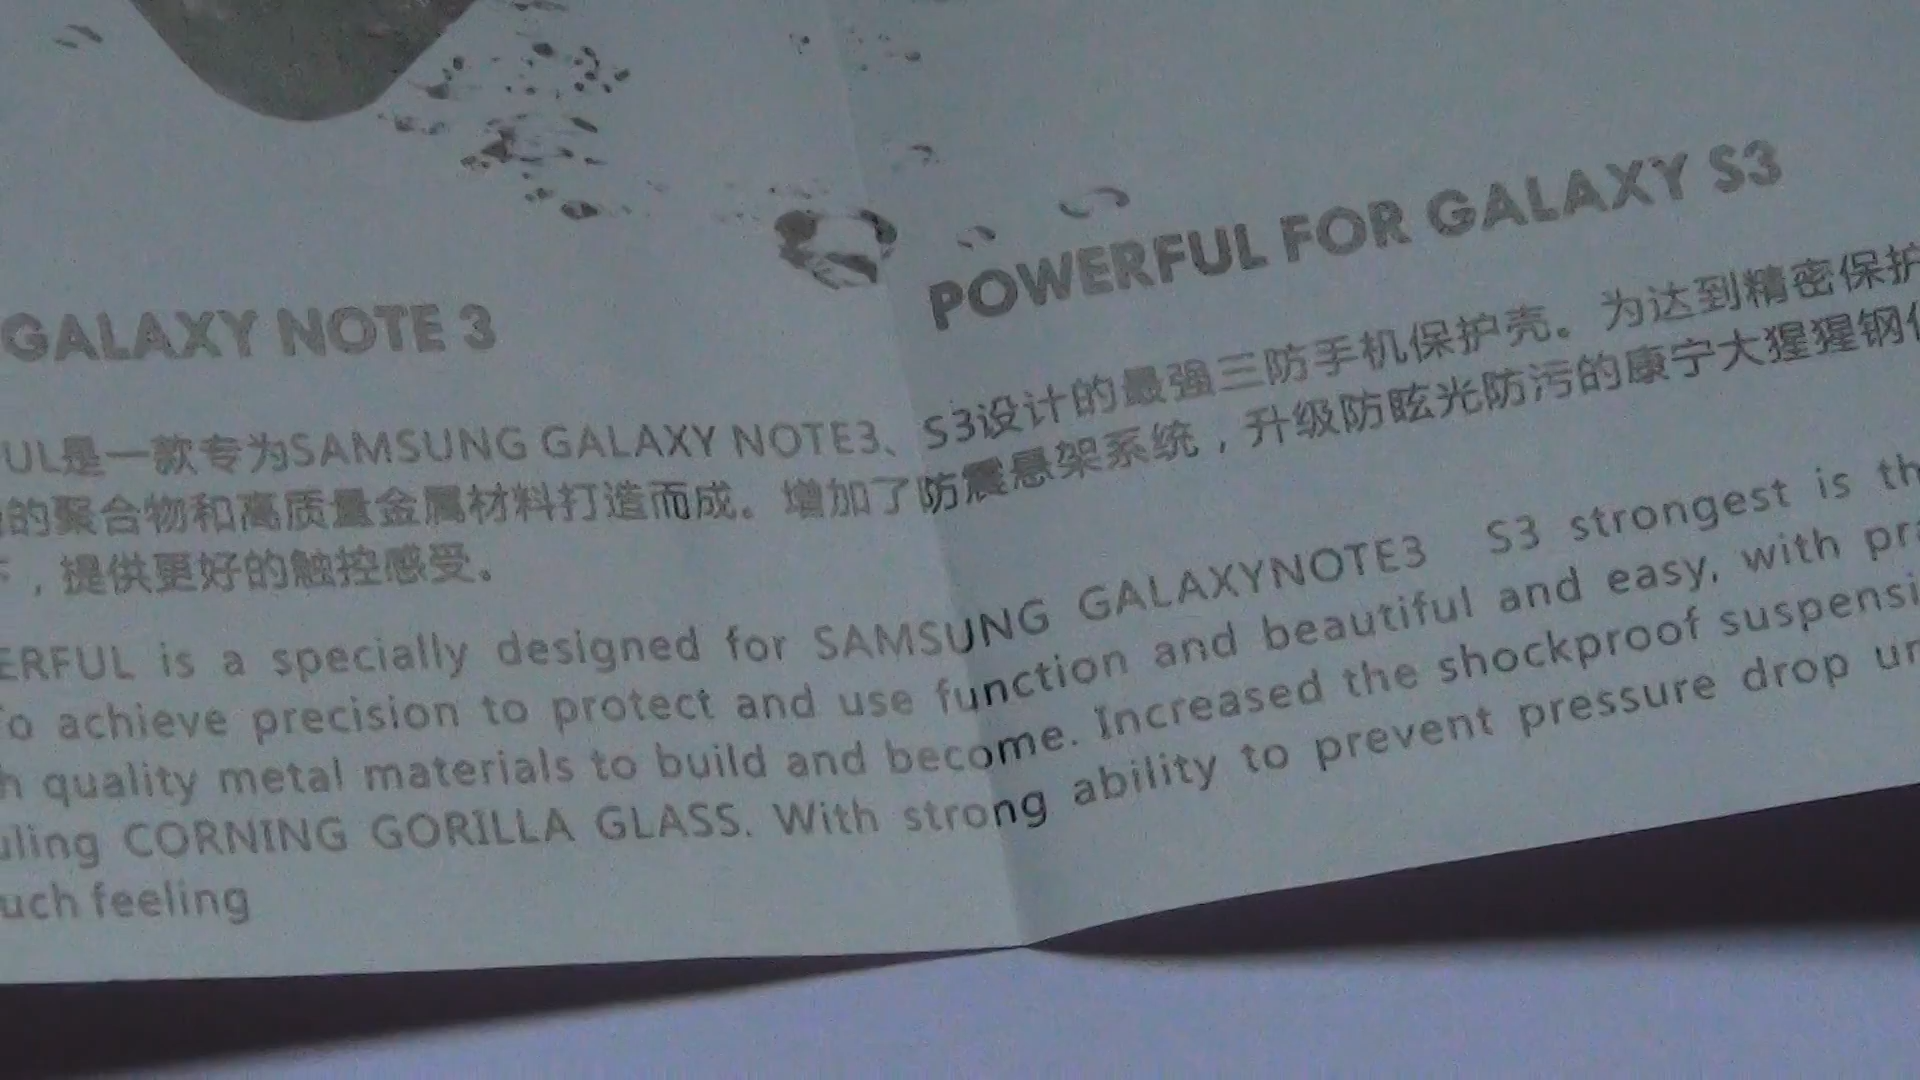 GALAXY NOTE 3
POWERFUL FOR GALAXY S3
UL是一款专为SAMSUNG GALAXY NOTE3、S3设计的最强三防手机保护壳。为达到精密保护
的聚合物和高质量金属材料打造而成。增加了防震悬架系统，升级防眩光防污的康宁大猩猩钢
，提供更好的触控感受。
ERFUL is a specially designed for SAMSUNG GALAXYNOTE3 S3 strongest is th
To achieve precision to protect and use function and beautiful and easy, with pra
h quality metal materials to build and become. Increased the shockproof suspensi
uling CORNING GORILLA GLASS. With strong ability to prevent pressure drop un
uch feeling